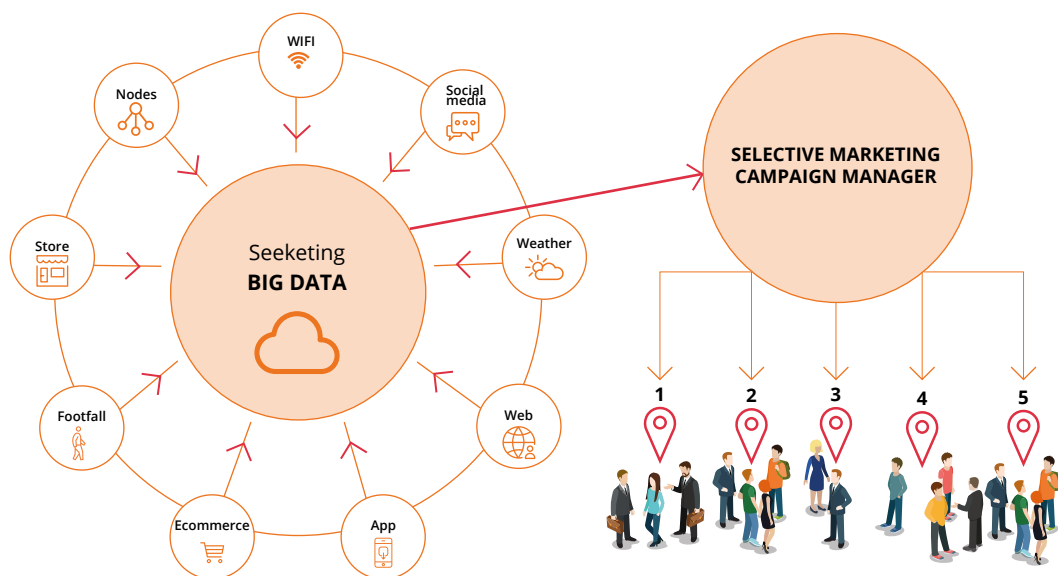 WIFI
Social
media
Nodes
Store
Weather
Seeketing
BIG DATA
SELECTIVE MARKETING
CAMPAIGN MANAGER
Footfall
Web
Ecommerce
App
1
2
3
4
5